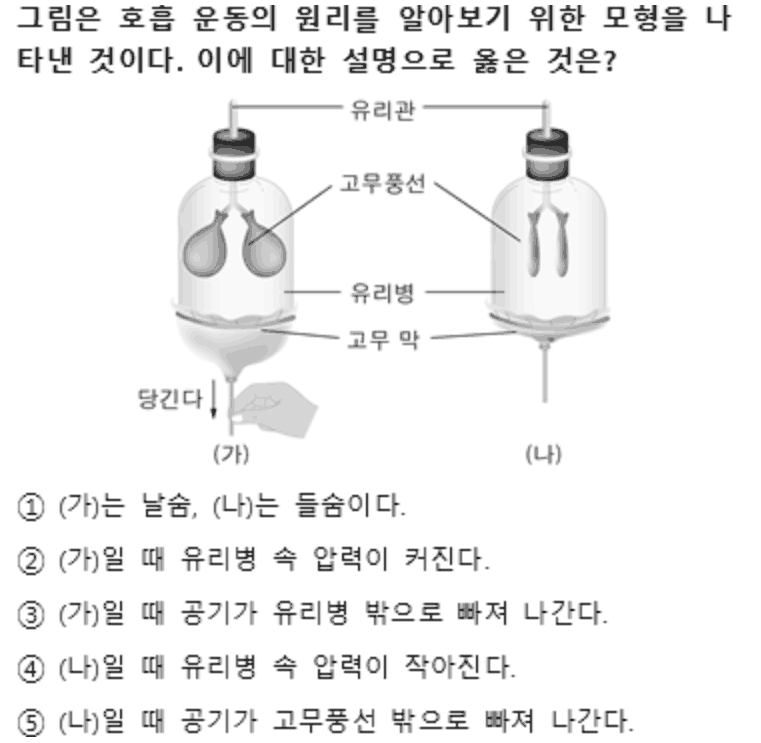 그림은 호흡 운동의 원리를 알아보기 위한 모형을 나
타낸 것이다. 이에 대한 설명으로 옳은 것은?
유리관
고무풍선
유리병
고무 막
당긴다
(가)
(나)
① (가)는 날숨, (나)는 들숨이다.
② (가)일 때 유리병 속 압력이 커진다.
③ (가)일 때 공기가 유리병 밖으로 빠져 나간다.
④ (나)일 때 유리병 속 압력이 작아진다.
⑤ (나)일 때 공기가 고무풍선 밖으로 빠져 나간다.